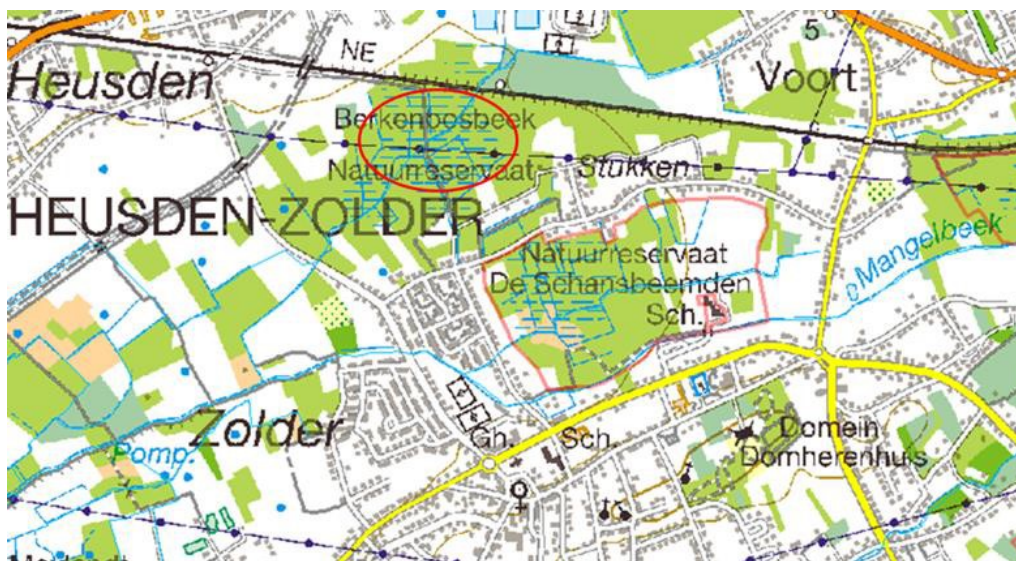 NE
5
Heusden
Voort
Berkenbosbeek
Natuurreservaat
Stukken
HEUSDEN-ZOLDER
Mangelbeek
Natuurreservaat
De Schansbeemden
Sch.
Zolder
Pomp.
Gh.
Sch.
Domein
Domherenhuis